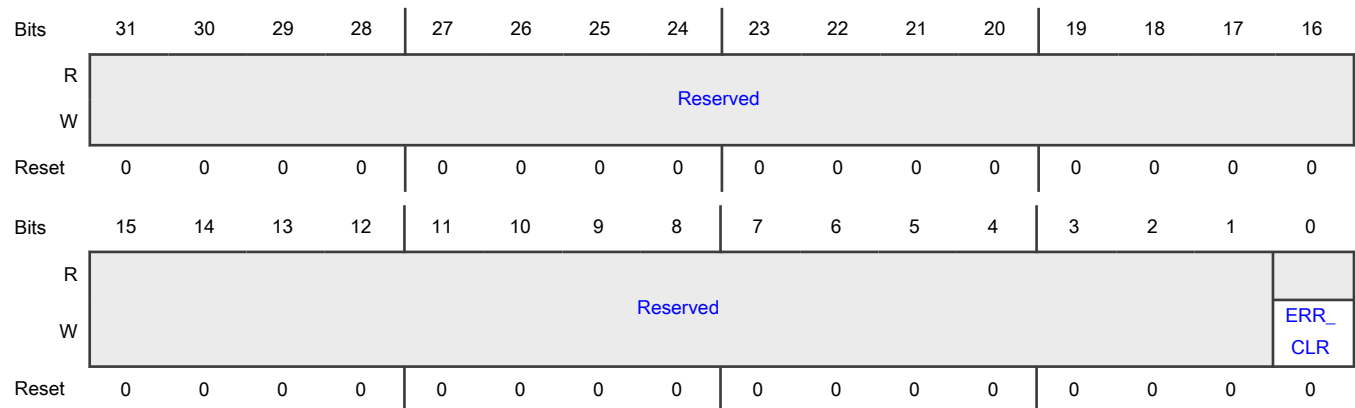 Bits 31 30 29 28 27 26 25 24 23 22 21 20 19 18 17 16
R
Reserved
W
Reset 0 0 0 0 0 0 0 0 0 0 0 0 0 0 0 0
Bits 15 14 13 12 11 10 9 8 7 6 5 4 3 2 1 0
R
Reserved
W
ERR_
CLR
Reset 0 0 0 0 0 0 0 0 0 0 0 0 0 0 0 0